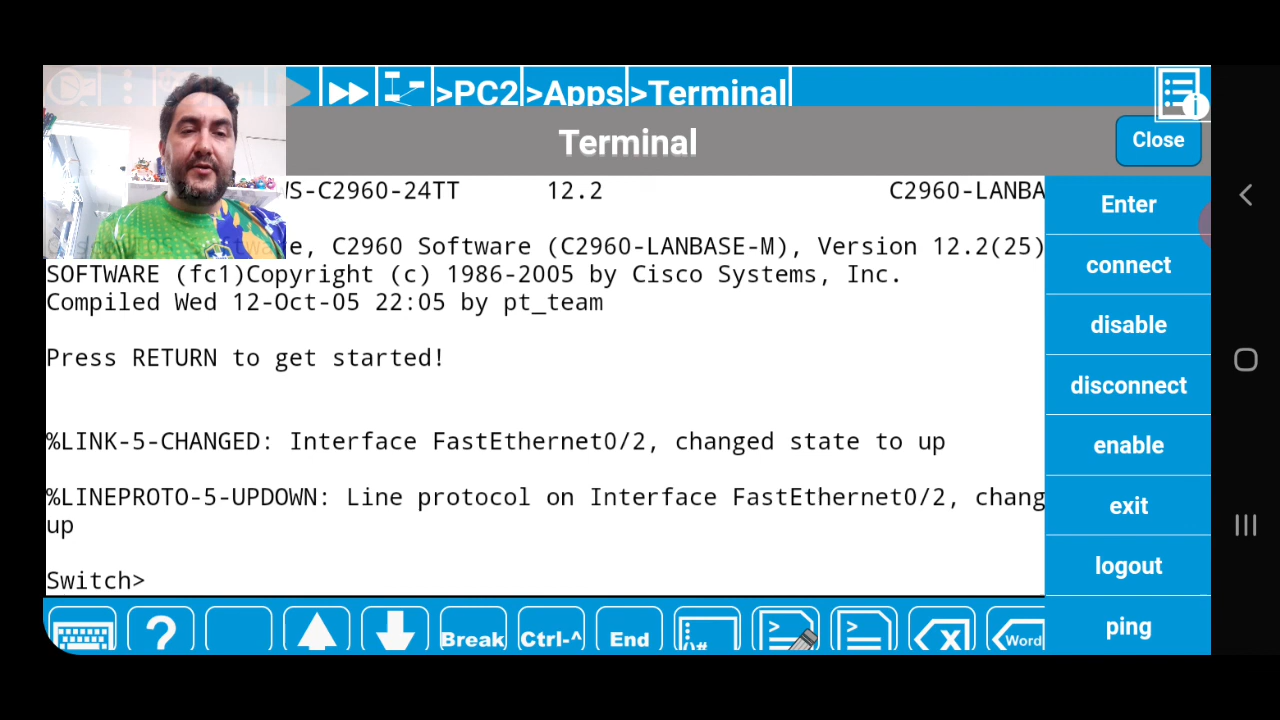 >PC2 >Apps >Terminal
Terminal
Close
S-C2960-24TT 12.2 C2960-LANBA
e, C2960 Software (C2960-LANBASE-M), Version 12.2(25)
SOFTWARE (fc1)Copyright (c) 1986-2005 by Cisco Systems, Inc.
Compiled Wed 12-Oct-05 22:05 by pt_team
Press RETURN to get started!
%LINK-5-CHANGED: Interface FastEthernet0/2, changed state to up
%LINEPROTO-5-UPDOWN: Line protocol on Interface FastEthernet0/2, chang
up
Switch>
Enter
connect
disable
disconnect
enable
exit
logout
ping
? Break Ctrl-^ End Word